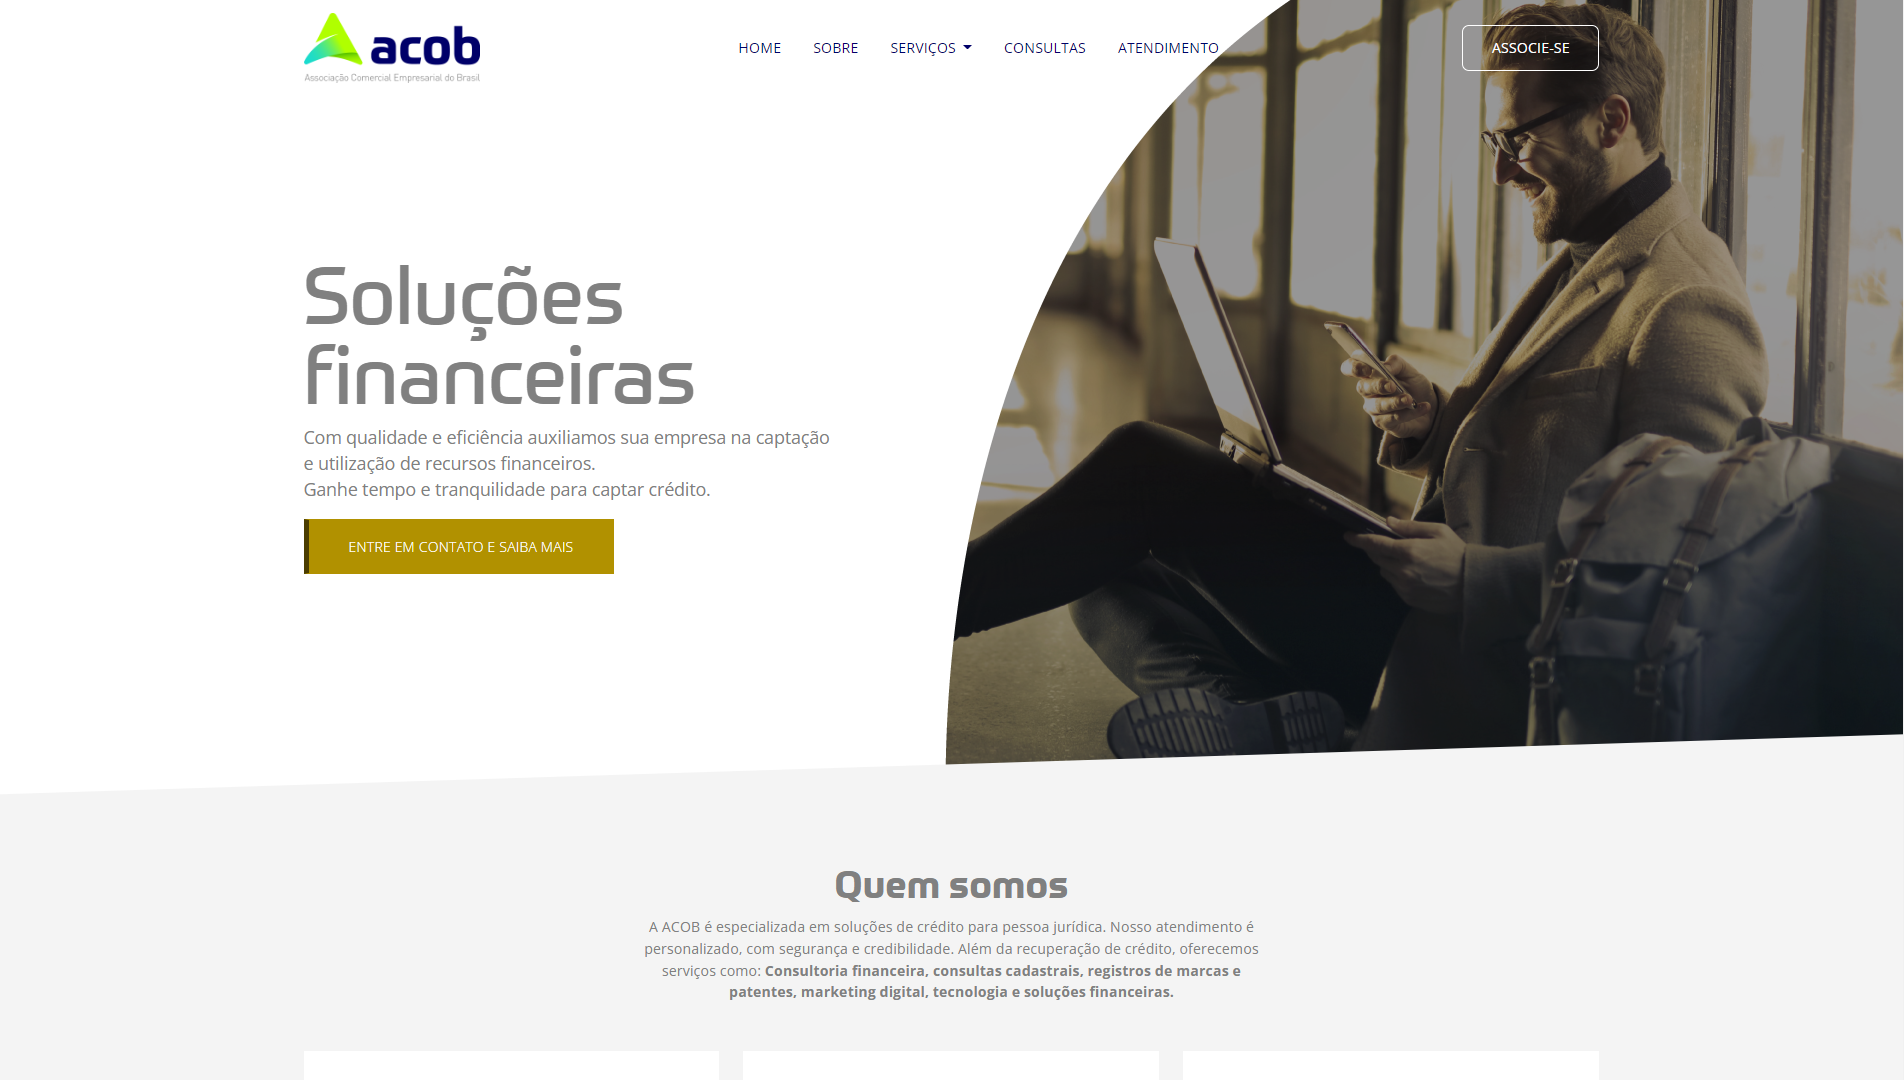 acob
Associação Comercial Empresarial do Brasil
HOME
SOBRE
SERVIÇOS
CONSULTAS
ATENDIMENTO
ASSOCIE-SE
Soluções
financeiras
Com qualidade e eficiência auxiliamos sua empresa na captação
e utilização de recursos financeiros.
Ganhe tempo e tranquilidade para captar crédito.
ENTRE EM CONTATO E SAIBA MAIS
Quem somos
A ACOB é especializada em soluções de crédito para pessoa jurídica. Nosso atendimento é
personalizado, com segurança e credibilidade. Além da recuperação de crédito, oferecemos
serviços como: Consultoria financeira, consultas cadastrais, registros de marcas e
patentes, marketing digital, tecnologia e soluções financeiras.